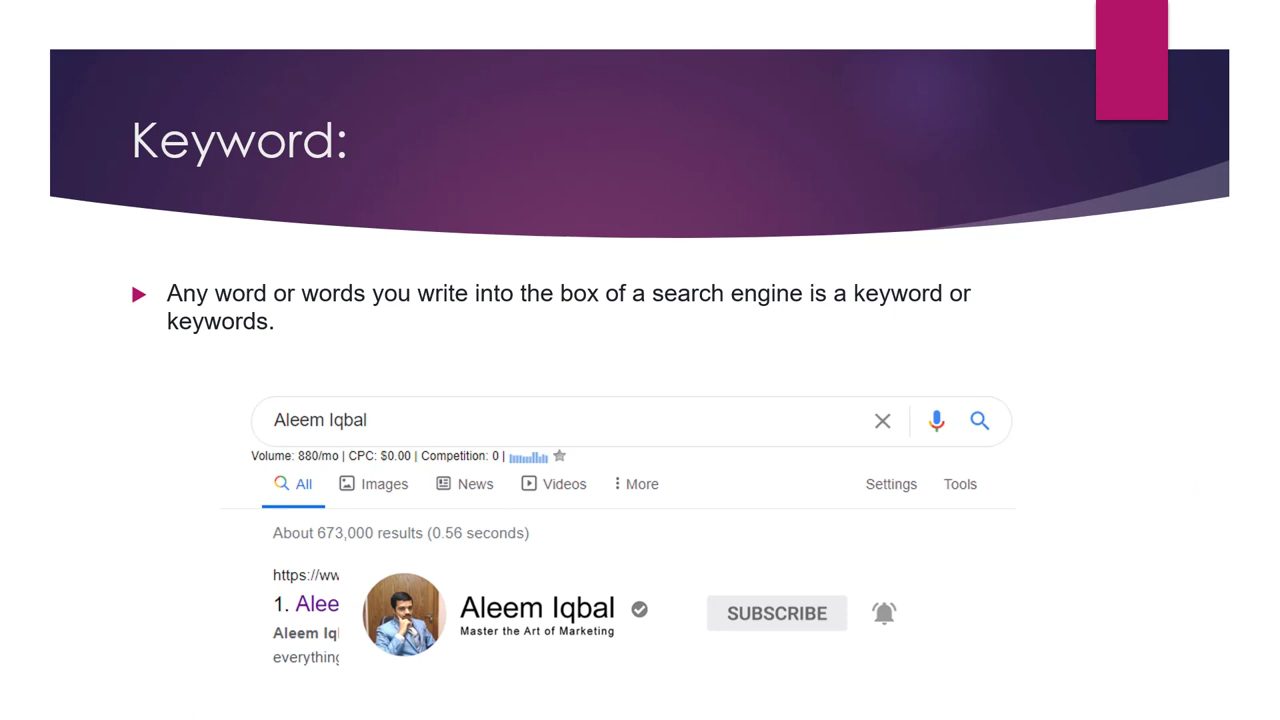 Keyword:
Any word or words you write into the box of a search engine is a keyword or
keywords.
Aleem Iqbal
Volume: 880/mo | CPC: $0.00 | Competition: 0 |
All Images News Videos More Settings Tools
About 673,000 results (0.56 seconds)
https://ww
1. Alee
Aleem Iq
everything
Aleem Iqbal
Master the Art of Marketing
SUBSCRIBE